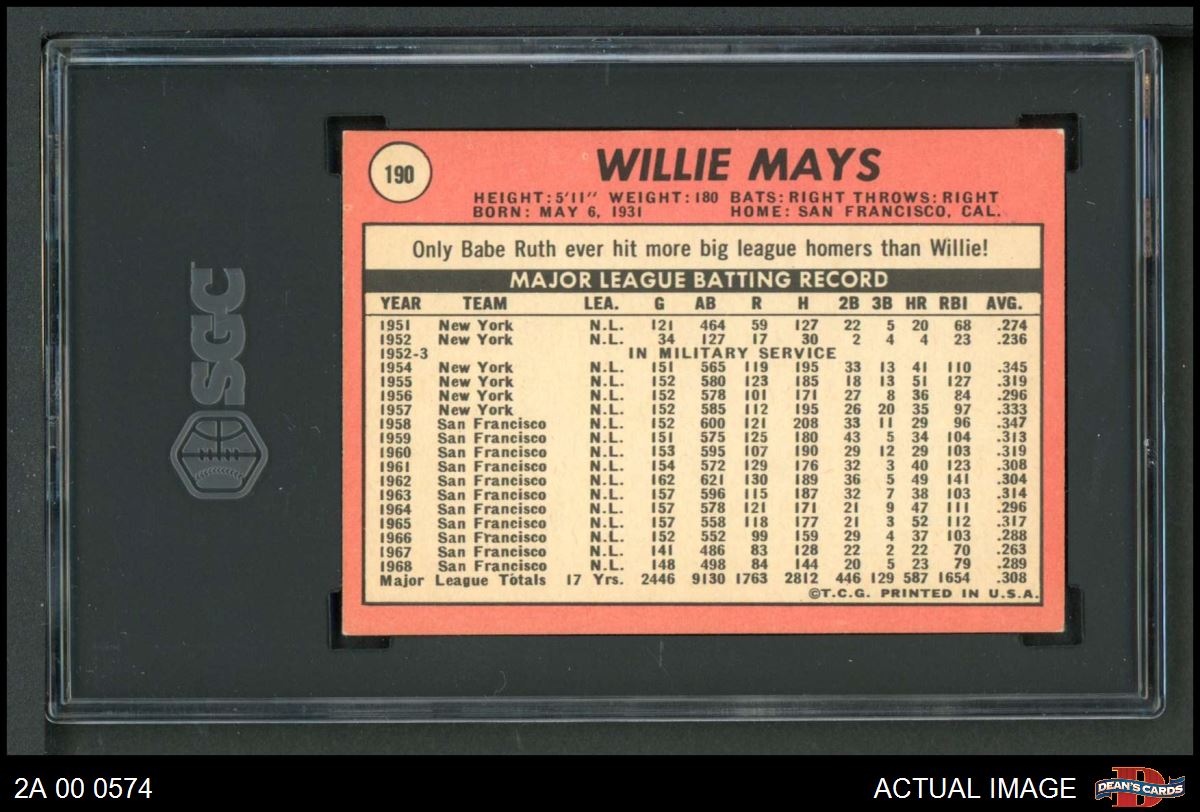 SGC
190
WILLIE MAYS
HEIGHT: 5'11" WEIGHT: 180 BATS: RIGHT THROWS: RIGHT
BORN: MAY 6, 1931 HOME: SAN FRANCISCO, CAL.
Only Babe Ruth ever hit more big league homers than Willie!
MAJOR LEAGUE BATTING RECORD
YEAR TEAM LEA. G AB R H 2B 3B HR RBI AVG.
1951 New York N.L. 121 464 59 127 22 5 20 68 .274
1952 New York N.L. 34 127 17 30 2 4 4 23 .236
1952-3 IN MILITARY SERVICE
1954 New York N.L. 151 565 119 195 33 13 41 110 .345
1955 New York N.L. 152 580 123 185 18 13 51 127 .319
1956 New York N.L. 152 578 101 171 27 8 36 84 .296
1957 New York N.L. 152 585 112 195 26 20 35 97 .333
1958 San Francisco N.L. 152 600 121 208 33 11 29 96 .347
1959 San Francisco N.L. 151 575 125 180 43 5 34 104 .313
1960 San Francisco N.L. 153 595 107 190 29 12 29 103 .319
1961 San Francisco N.L. 154 572 129 176 32 3 40 123 .308
1962 San Francisco N.L. 162 621 130 189 36 5 49 141 .304
1963 San Francisco N.L. 157 596 115 187 32 7 38 103 .314
1964 San Francisco N.L. 157 578 121 171 21 9 47 111 .296
1965 San Francisco N.L. 157 558 118 177 21 3 52 112 .317
1966 San Francisco N.L. 152 552 99 159 29 4 37 103 .288
1967 San Francisco N.L. 141 486 83 128 22 2 22 70 .263
1968 San Francisco N.L. 148 498 84 144 20 5 23 79 .289
Major League Totals 17 Yrs. 2446 9130 1763 2812 446 129 587 1654 .308
©T.C.G. PRINTED IN U.S.A.
2A 00 0574
ACTUAL IMAGE
D
DEAN'S CARDS